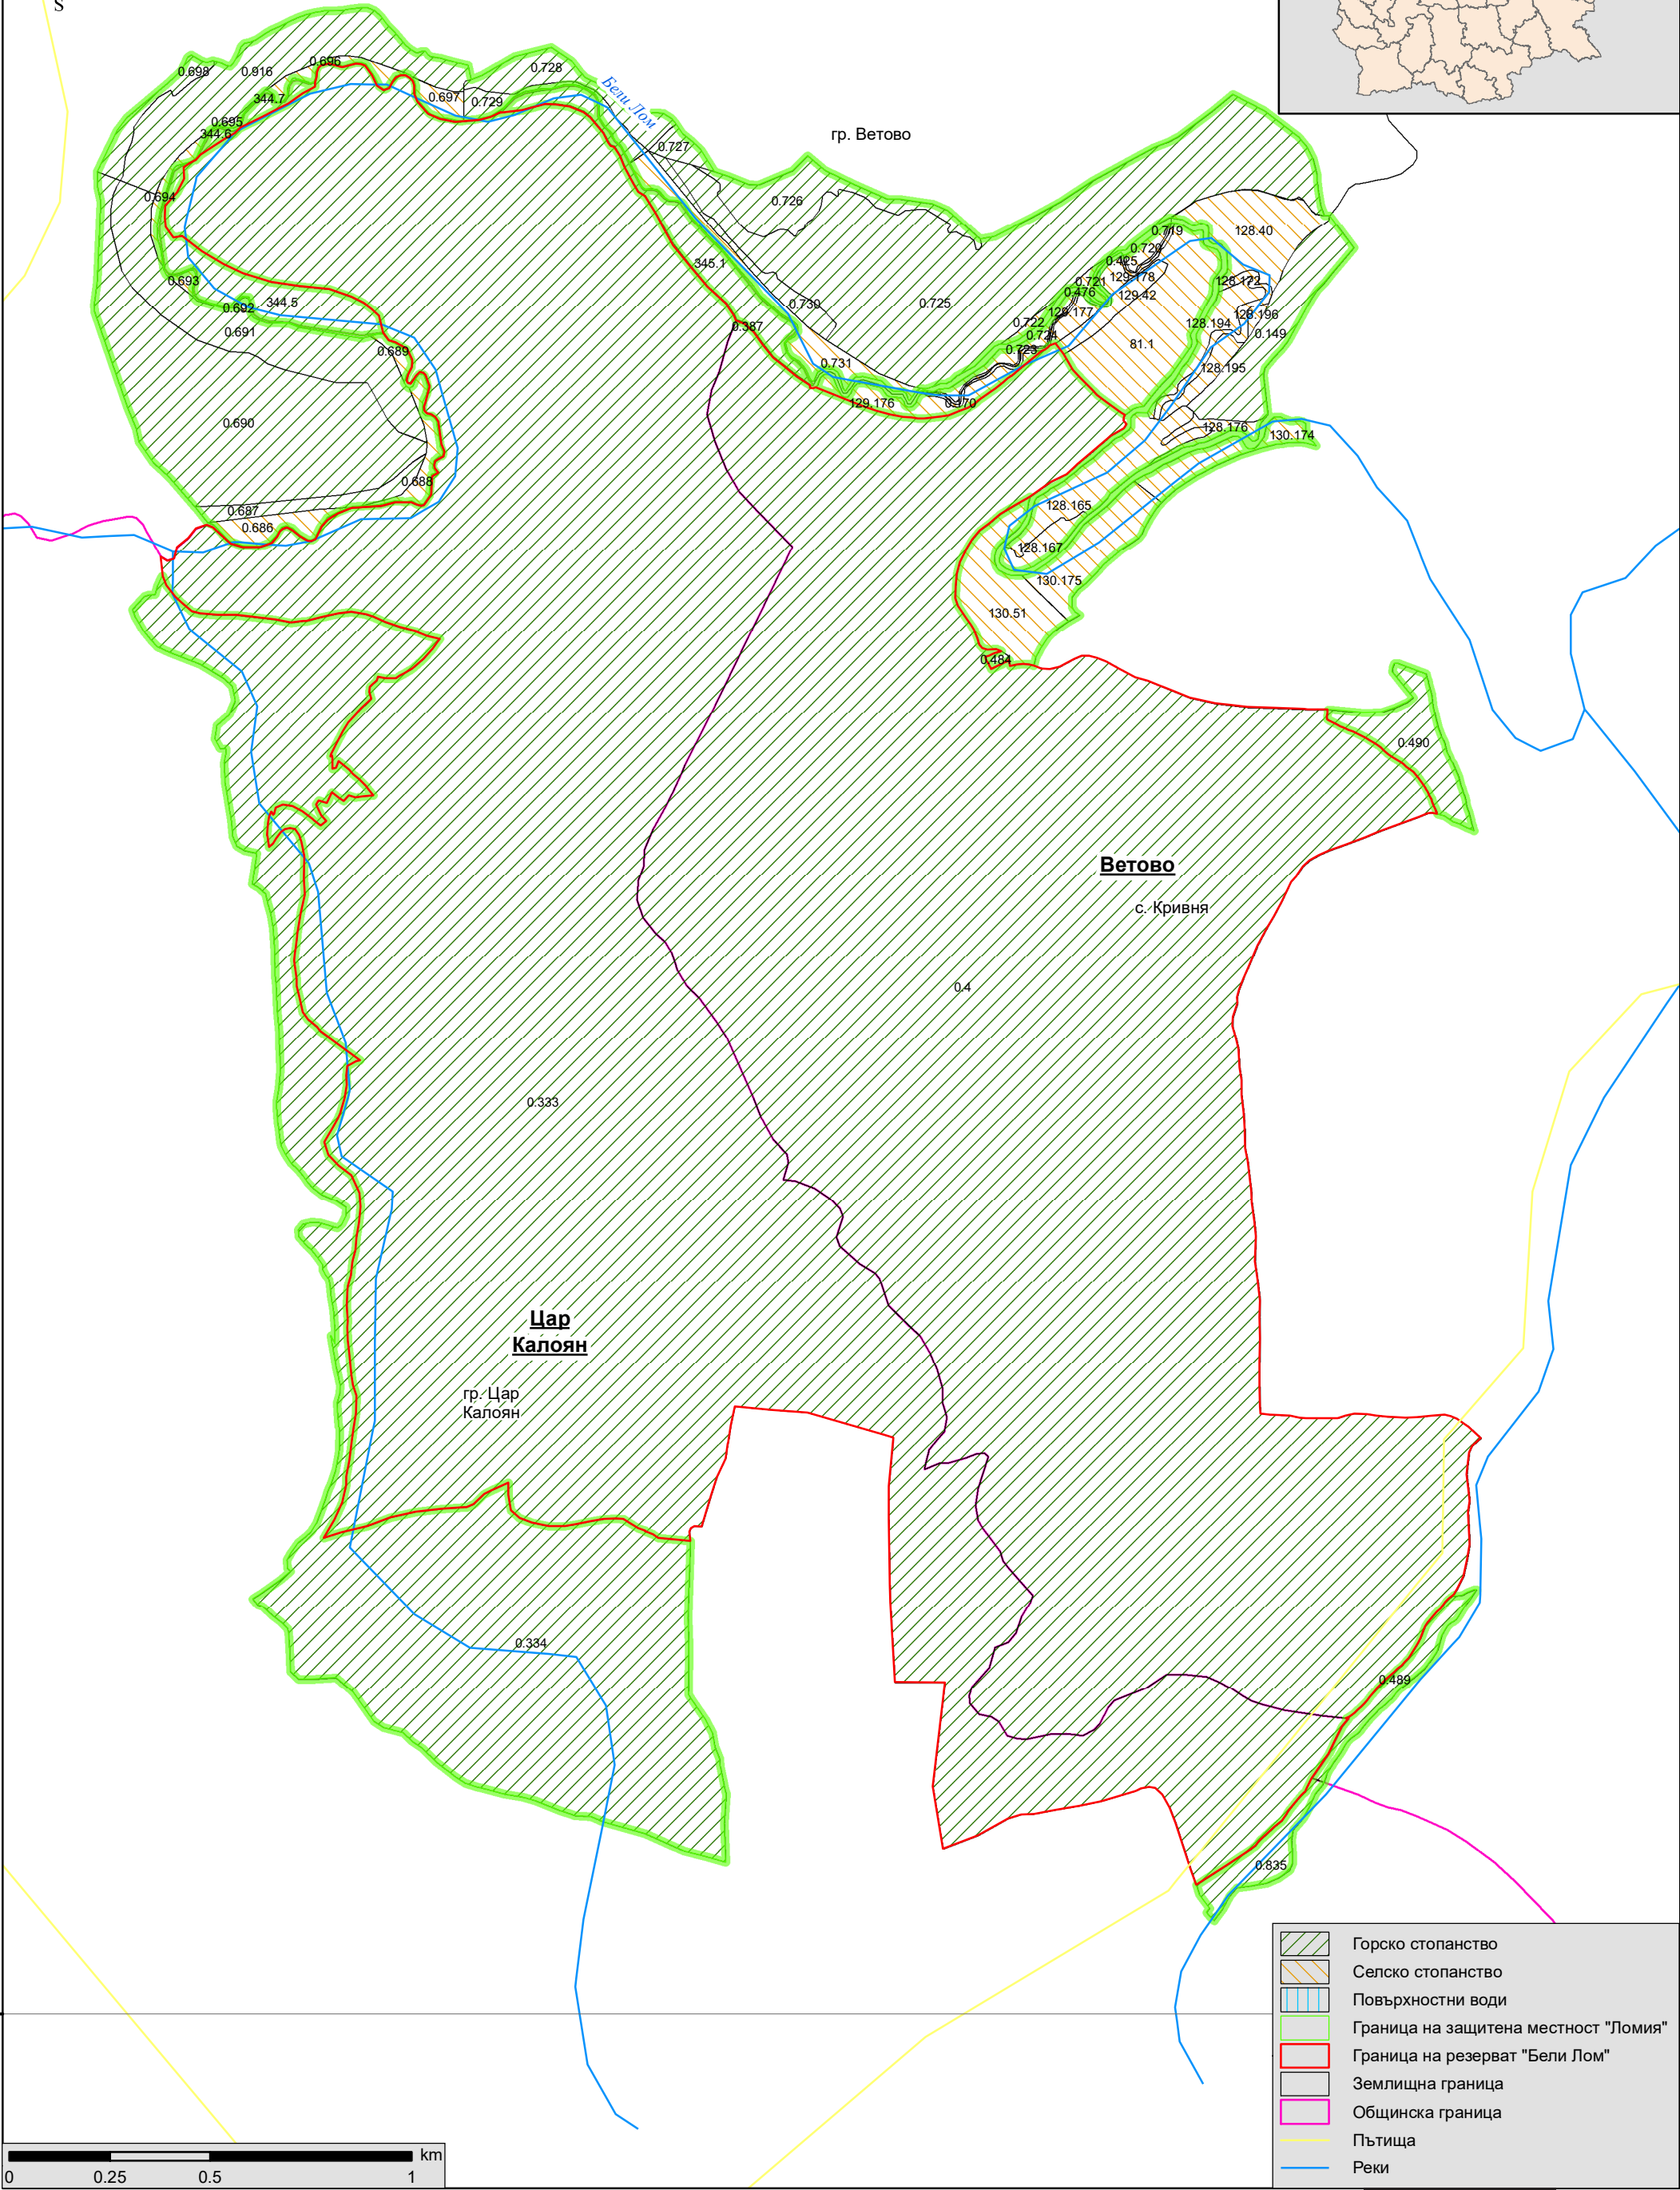 S
0.698
0.916
0.696
0.728
344.7
0.697
0.729
Бели Лом
0.695
344.6
гр. Ветово
0.727
0.694
0.726
0.719
128.40
0.720
0.425
345.1
129.178
0.693
0.721
128.172
0.476
129.42
344.5
0.692
0.730
0.725
129.177
128.196
0.691
0.387
0.722
128.194
0.724
0.149
81.1
0.689
0.723
0.731
128.195
129.176
0.170
0.690
128.176
130.174
0.688
128.165
0.687
0.686
128.167
130.175
130.51
0.484
0.490
Ветово
с. Кривня
0.4
0.333
Цар
Калоян
гр. Цар
Калоян
0.334
0.489
0.835
Горско стопанство
Селско стопанство
Повърхностни води
Граница на защитена местност "Ломия"
Граница на резерват "Бели Лом"
Землищна граница
Общинска граница
Пътища
Реки
km
0 0.25 0.5 1